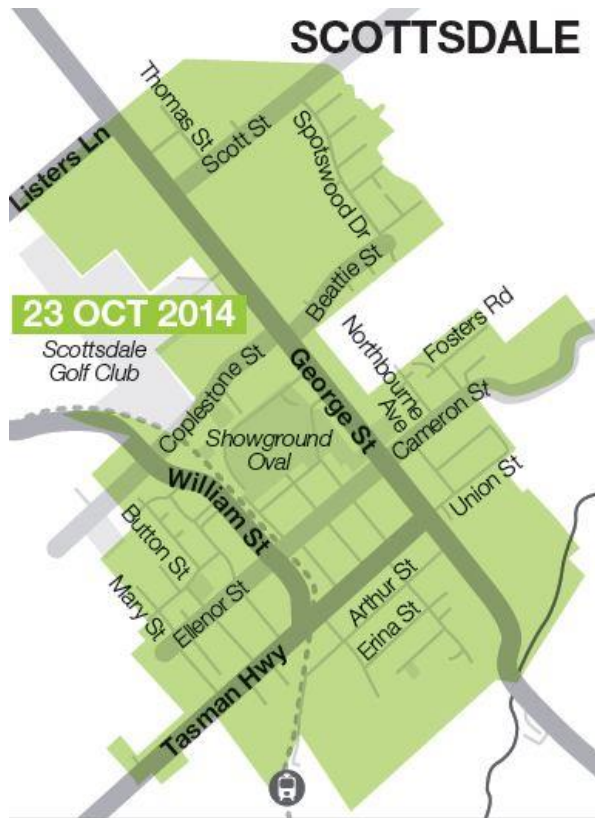 SCOTTSDALE
Thomas St
Scott St
Spotswood Dr
Listers Ln
Beattie St
23 OCT 2014
Scottsdale
Golf Club
Coplestone St
George St
Northbourne
Ave
Fosters Rd
Cameron St
Showground
Oval
William St
Union St
Button St
Mary St
Ellenor St
Arthur St
Erina St
Tasman Hwy